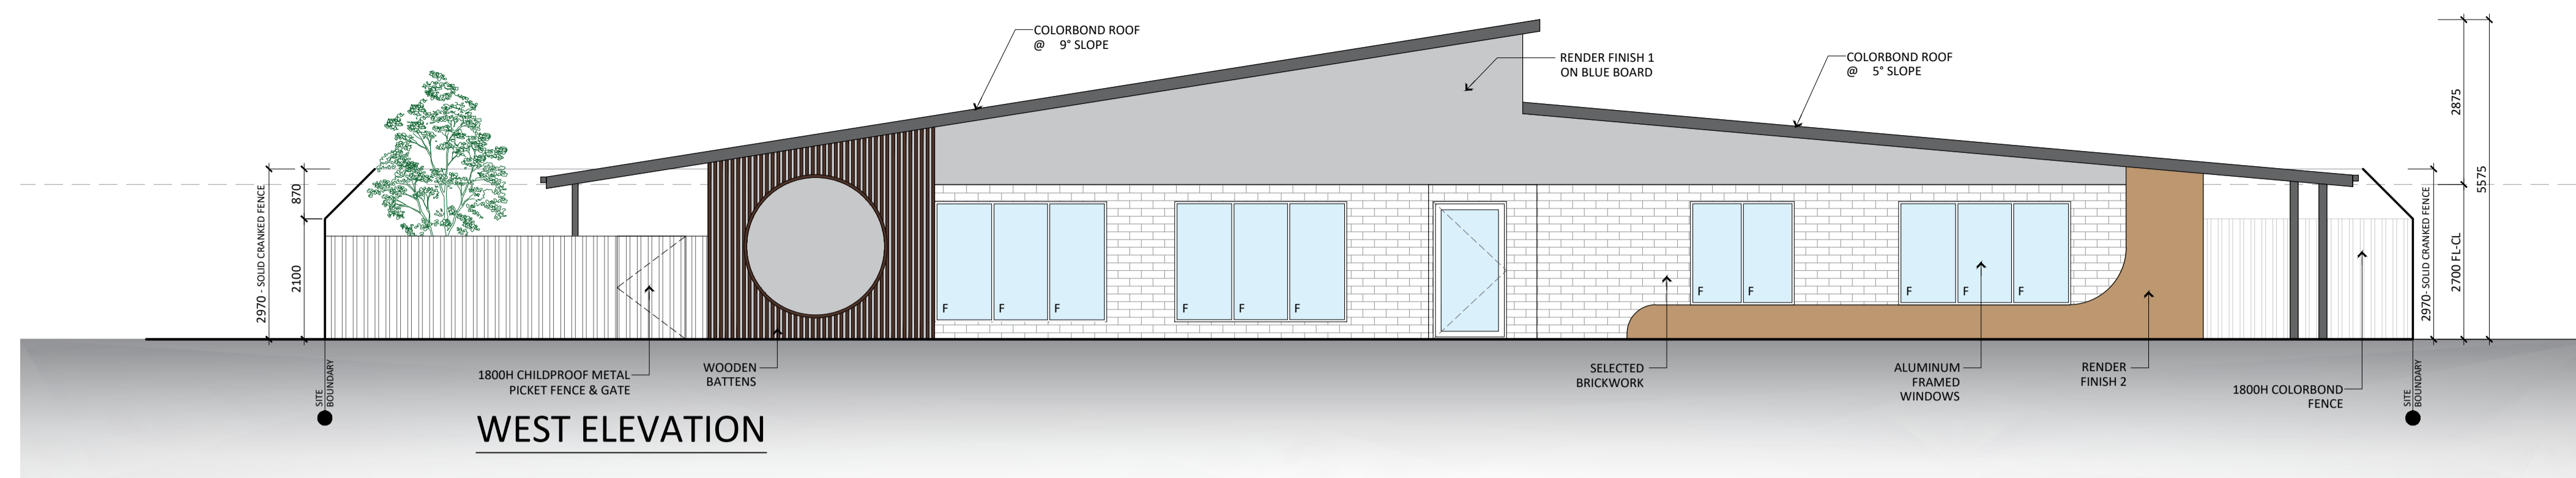 COLORBOND ROOF
@ 9° SLOPE
RENDER FINISH 1
ON BLUE BOARD
COLORBOND ROOF
@ 5° SLOPE
2970 - SOLID CRANKED FENCE
870
2100
2875
5575
2700 FL-CL
2970- SOLID CRANKED FENCE
F F F
F F F
F F
F F F
SITE
BOUNDARY
1800H CHILDPROOF METAL
PICKET FENCE & GATE
WOODEN
BATTENS
SELECTED
BRICKWORK
ALUMINUM
FRAMED
WINDOWS
RENDER
FINISH 2
1800H COLORBOND
FENCE
SITE
BOUNDARY
WEST ELEVATION